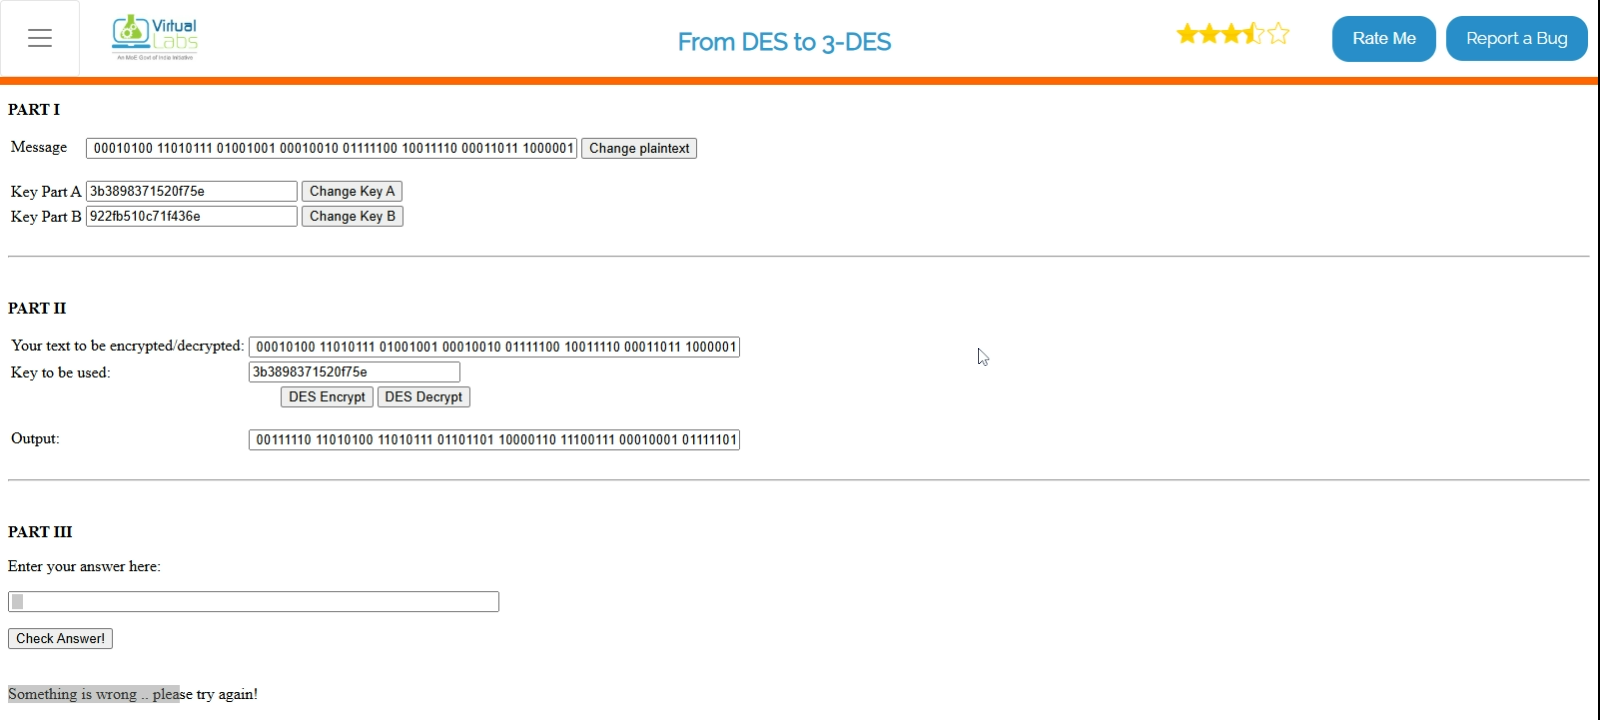 Virtual Labs
An MoE Govt of India Initiative
From DES to 3-DES
Rate Me
Report a Bug
PART I
Message 00010100 11010111 01001001 00010010 01111100 10011110 00011011 1000001 Change plaintext
Key Part A 3b3898371520f75e Change Key A
Key Part B 922fb510c71f436e Change Key B
PART II
Your text to be encrypted/decrypted: 00010100 11010111 01001001 00010010 01111100 10011110 00011011 1000001
Key to be used: 3b3898371520f75e
DES Encrypt DES Decrypt
Output: 00111110 11010100 11010111 01101101 10000110 11100111 00010001 01111101
PART III
Enter your answer here:
Check Answer!
Something is wrong .. please try again!